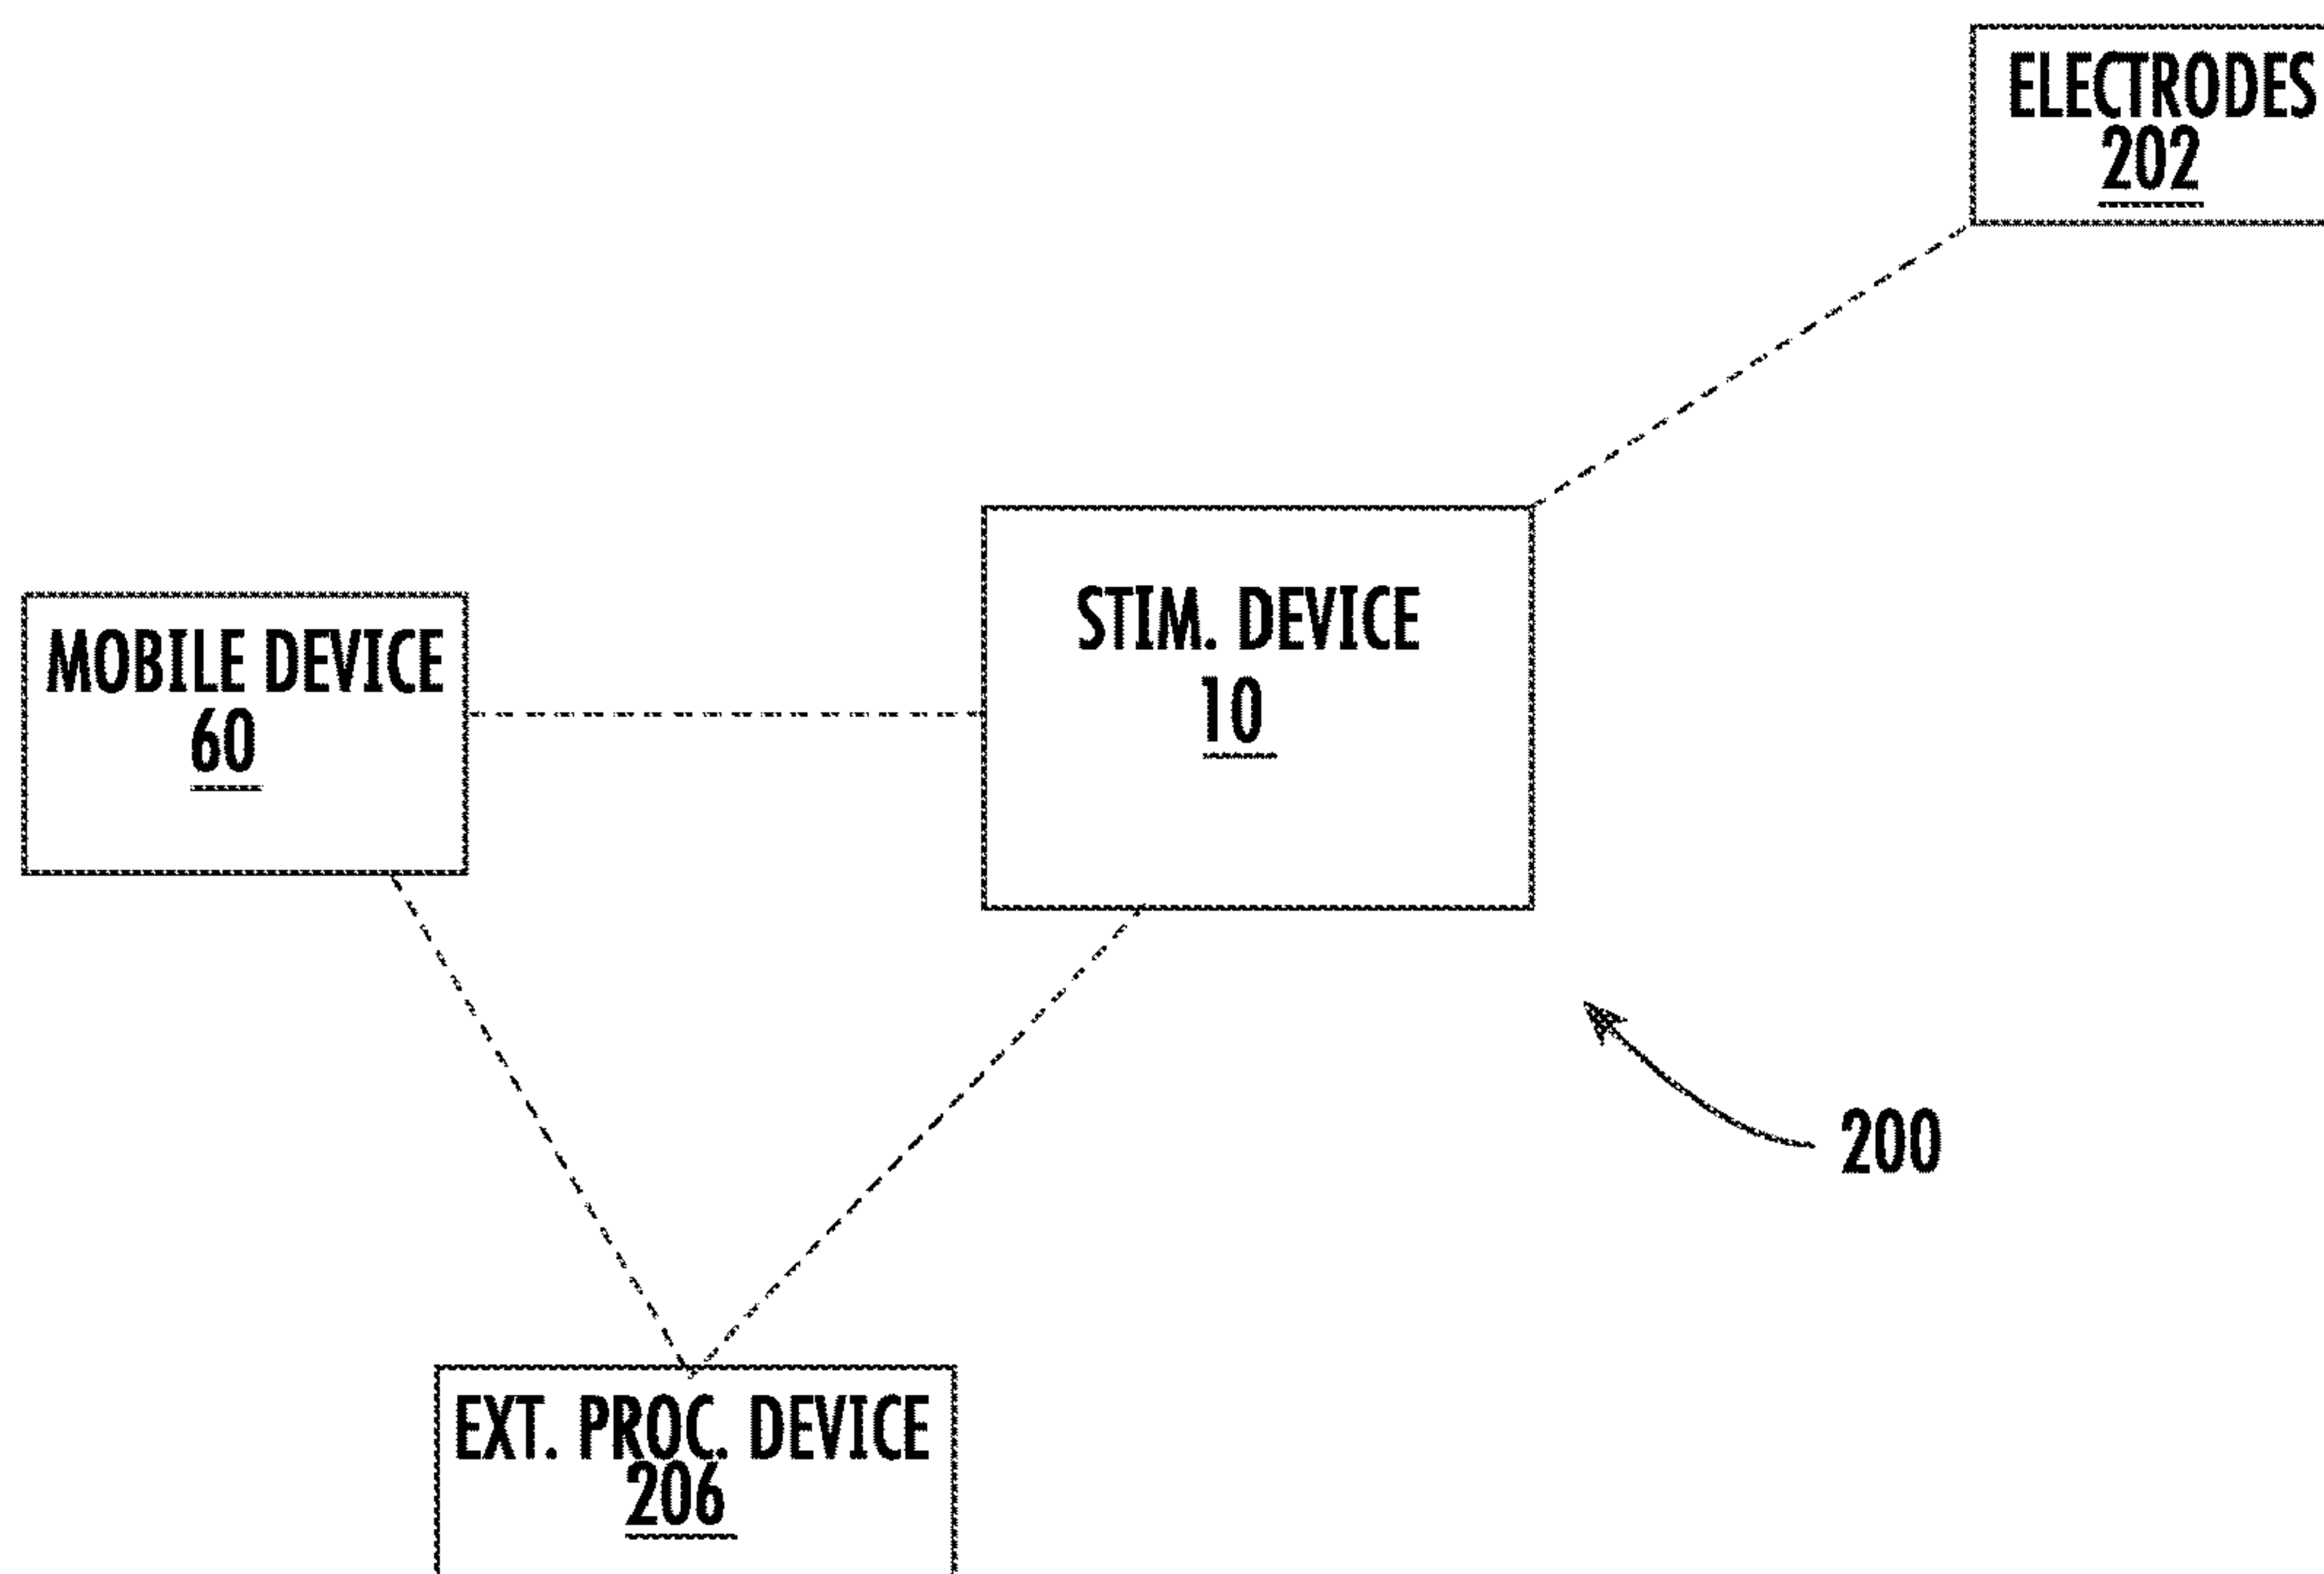 ELECTRODES
202
STIM. DEVICE
10
MOBILE DEVICE
60
200
EXT. PROC. DEVICE
206